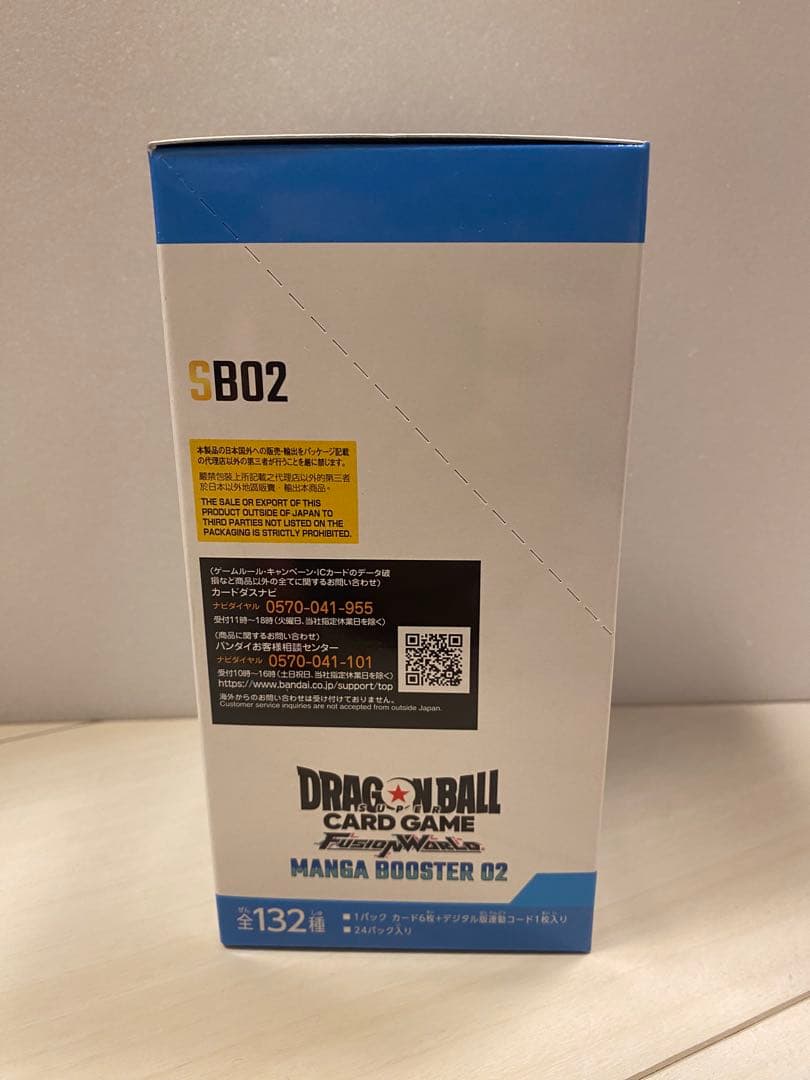 SB02
本製品の日本国外への販売・輸出をパッケージ記載
の代理店以外の第三者が行うことを厳に禁じます。
嚴禁包裝上所記載之代理店以外的第三者
於日本以外地區販賣・輸出本商品。
THE SALE OR EXPORT OF THIS
PRODUCT OUTSIDE OF JAPAN TO
THIRD PARTIES NOT LISTED ON THE
PACKAGING IS STRICTLY PROHIBITED.
(ゲームルール・キャンペーン・ICカードのデータ破
損など商品以外の全てに関するお問い合わせ)
カードダスナビ
ナビダイヤル 0570-041-955
受付11時〜18時(火曜日、当社指定休業日を除く)
(商品に関するお問い合わせ)
バンダイお客様相談センター
ナビダイヤル 0570-041-101
受付10時〜16時(土日祝日、当社指定休業日を除く)
https://www.bandai.co.jp/support/top
海外からのお問い合わせは受け付けておりません。
Customer service inquiries are not accepted from outside Japan.
DRAGON BALL
SUPER
CARD GAME
FUSION WORLD
MANGA BOOSTER 02
全132種
ぜん しゅ
■1パック カード6枚+デジタル版連動コード1枚入り
■24パック入り